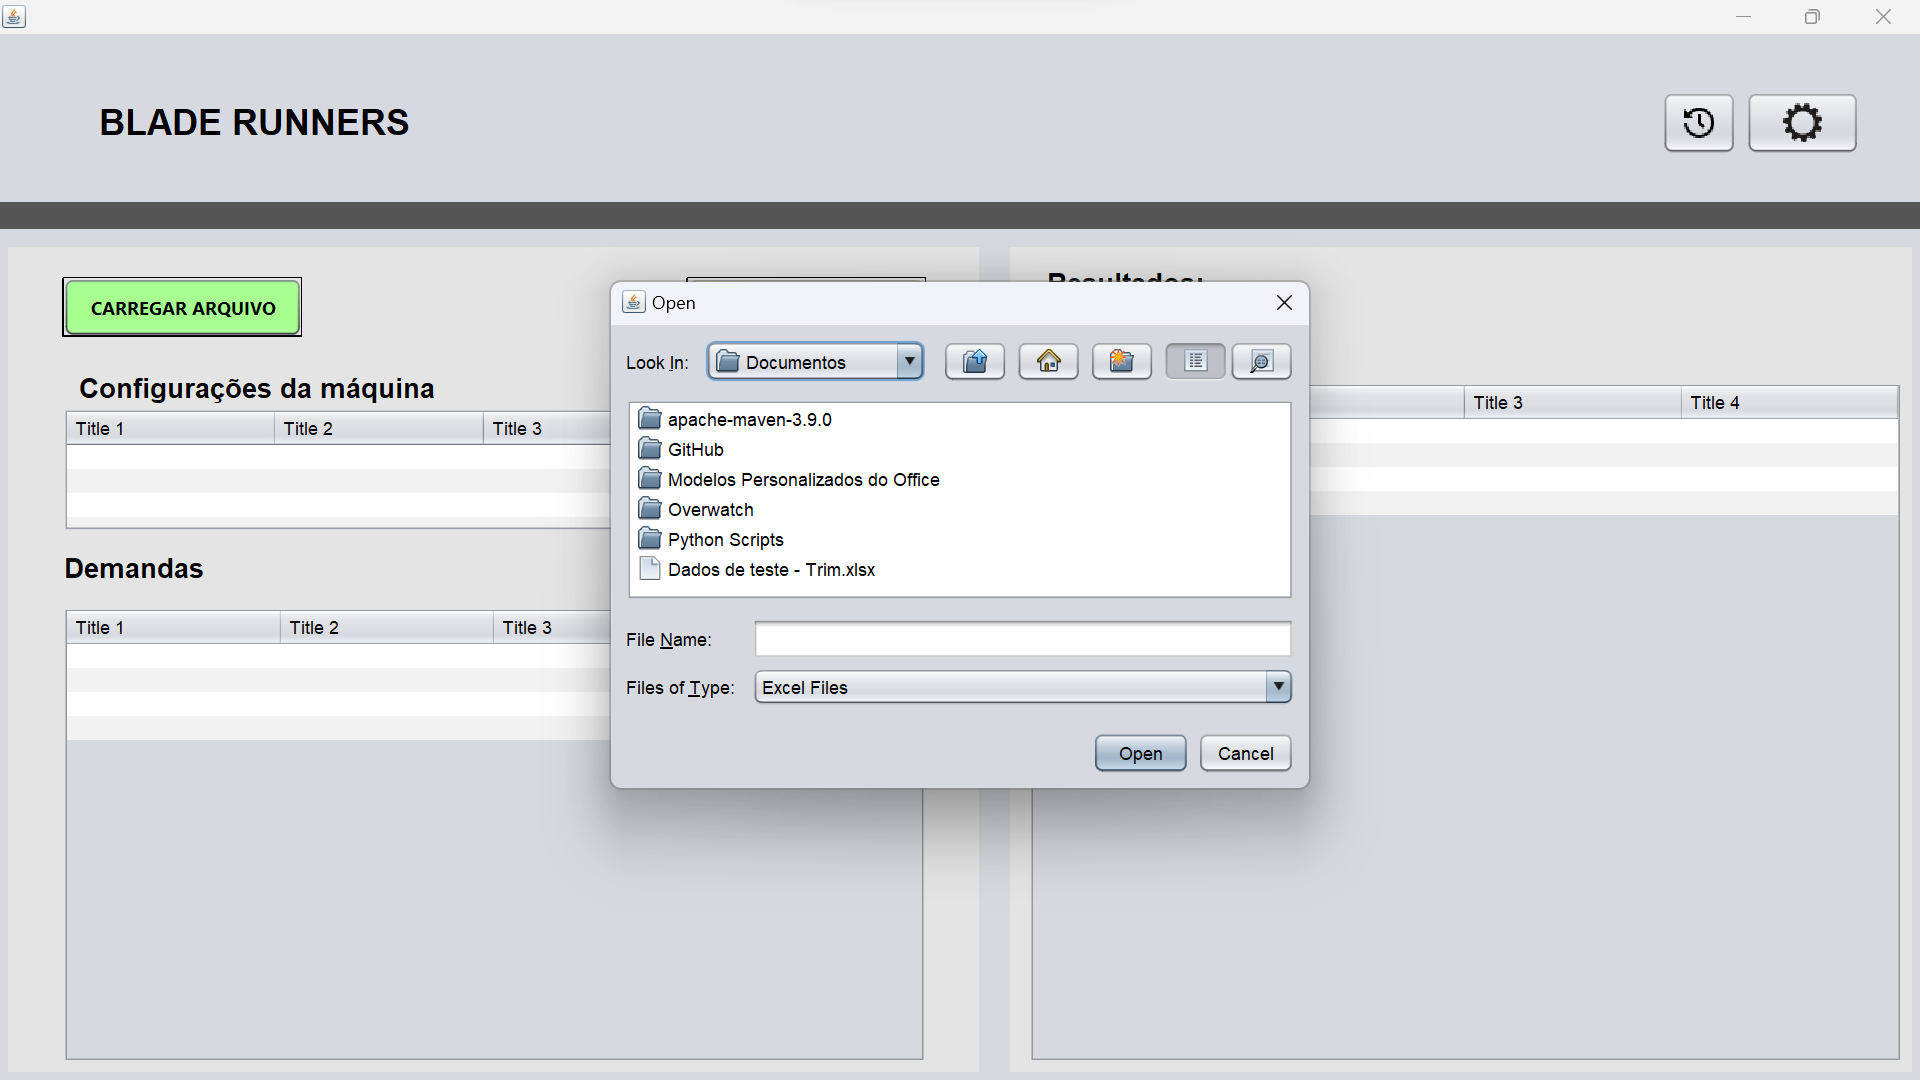 BLADE RUNNERS
CARREGAR ARQUIVO
Configurações da máquina
Title 1 Title 2 Title 3
Demandas
Title 1 Title 2 Title 3
Resultados:
Title 3 Title 4
Open
Look In: Documentos
apache-maven-3.9.0
GitHub
Modelos Personalizados do Office
Overwatch
Python Scripts
Dados de teste - Trim.xlsx
File Name:
Files of Type: Excel Files
Open Cancel